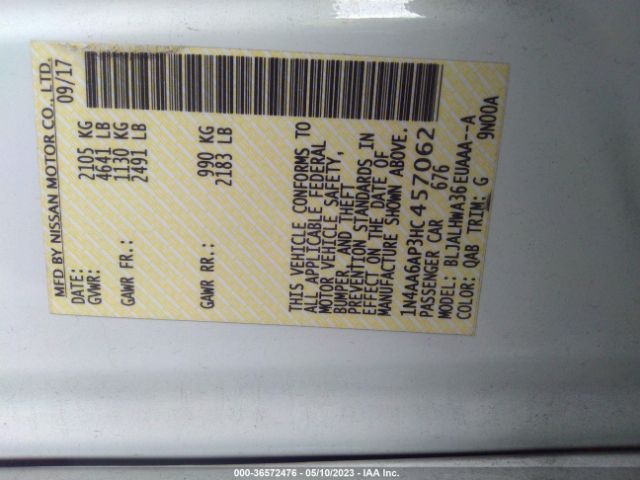 MFD BY NISSAN MOTOR CO., LTD.
DATE: 09/17
GVWR: 2105 KG
4641 LB
GAWR FR.: 1130 KG
2491 LB
GAWR RR.: 990 KG
2183 LB
THIS VEHICLE CONFORMS TO
ALL APPLICABLE FEDERAL
MOTOR VEHICLE SAFETY,
BUMPER, AND THEFT
PREVENTION STANDARDS IN
EFFECT ON THE DATE OF
MANUFACTURE SHOWN ABOVE.
1N4AA6AP3HC457062
PASSENGER CAR 676
MODEL: BLJALHWA36EUAAA--A
COLOR: QAB TRIM: G 9N00A
000-36572476 - 05/10/2023 - IAA Inc.